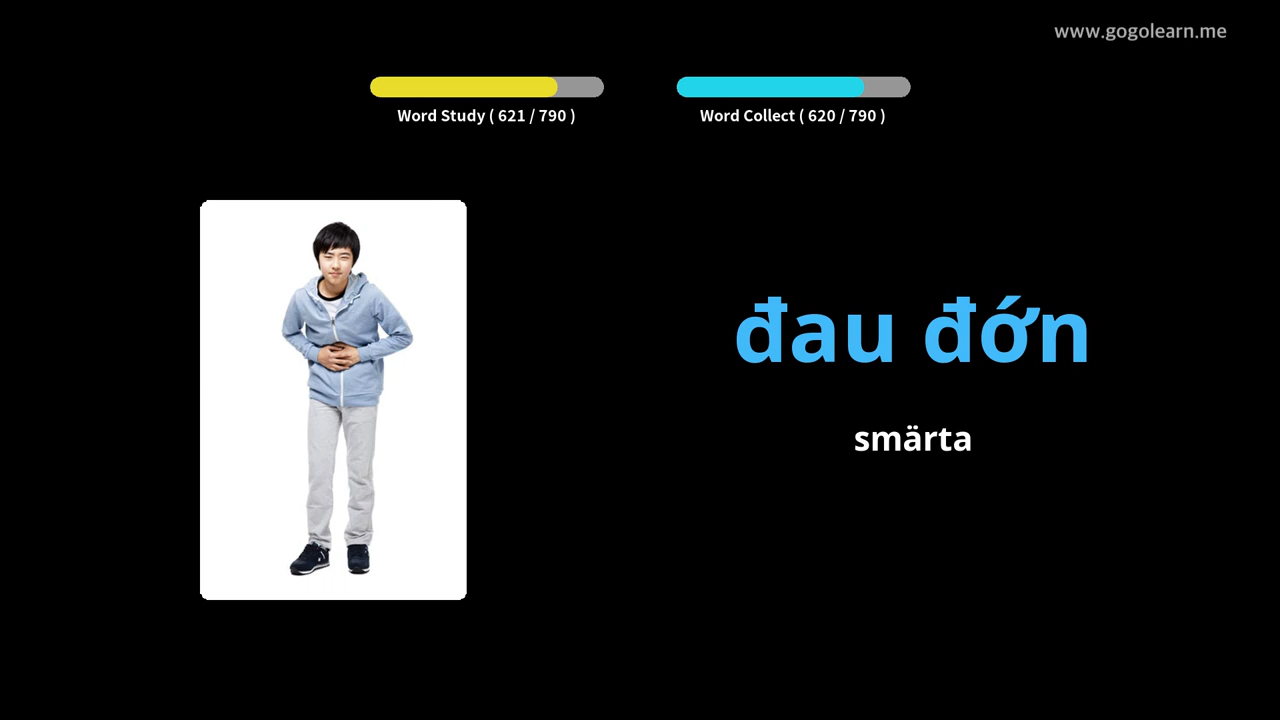 www.gogolearn.me
Word Study ( 621 / 790 )
Word Collect ( 620 / 790 )
đau đớn
smärta